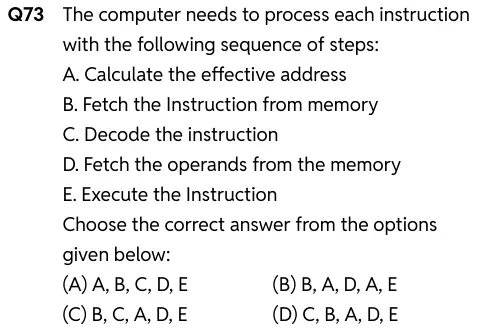 Q73 The computer needs to process each instruction
with the following sequence of steps:
A. Calculate the effective address
B. Fetch the Instruction from memory
C. Decode the instruction
D. Fetch the operands from the memory
E. Execute the Instruction
Choose the correct answer from the options
given below:
(A) A, B, C, D, E (B) B, A, D, A, E
(C) B, C, A, D, E (D) C, B, A, D, E